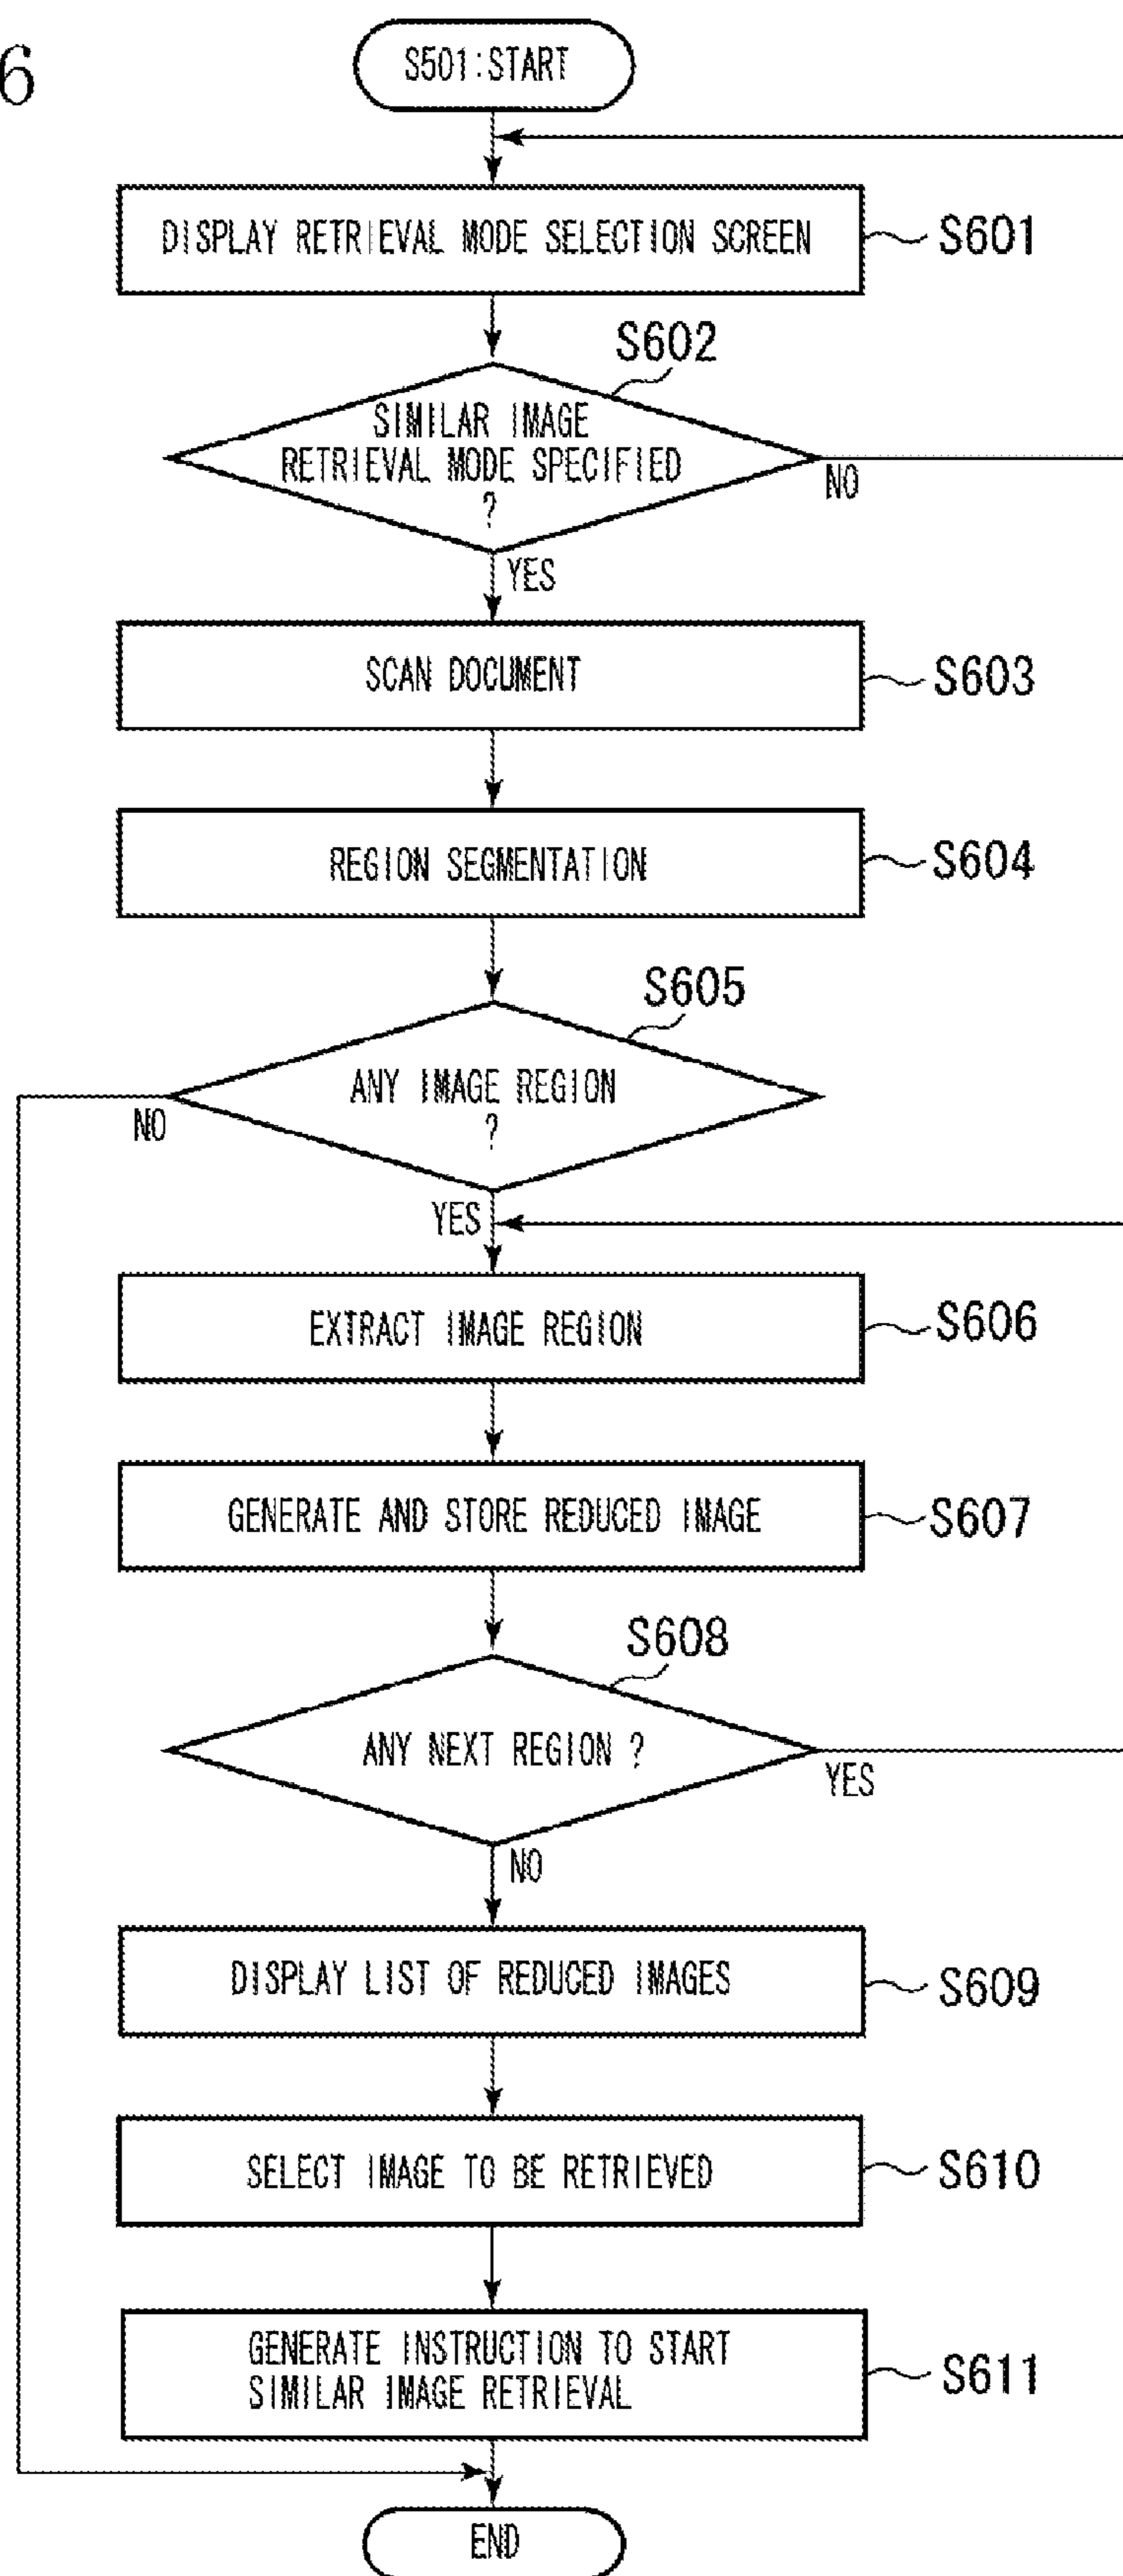 6
S501:START
DISPLAY RETRIEVAL MODE SELECTION SCREEN
S601
S602
SIMILAR IMAGE
RETRIEVAL MODE SPECIFIED
?
NO
YES
SCAN DOCUMENT
S603
REGION SEGMENTATION
S604
S605
ANY IMAGE REGION
?
NO
YES
EXTRACT IMAGE REGION
S606
GENERATE AND STORE REDUCED IMAGE
S607
S608
ANY NEXT REGION ?
YES
NO
DISPLAY LIST OF REDUCED IMAGES
S609
SELECT IMAGE TO BE RETRIEVED
S610
GENERATE INSTRUCTION TO START
SIMILAR IMAGE RETRIEVAL
S611
END